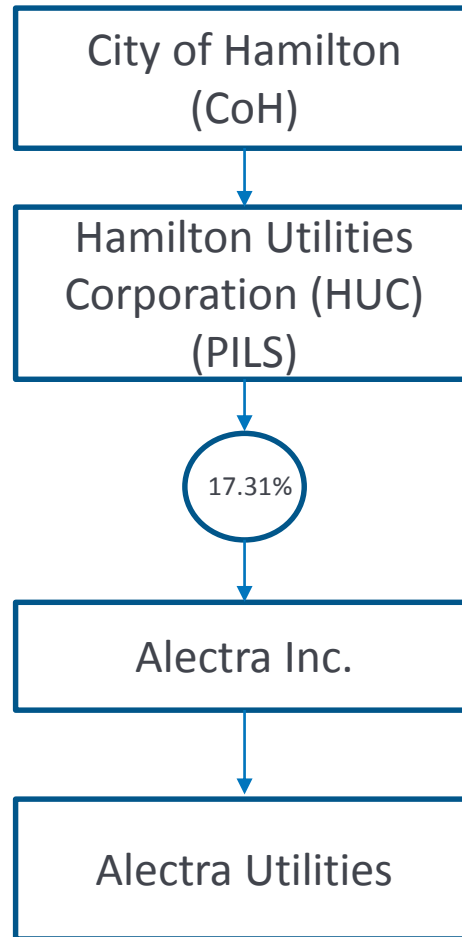 City of Hamilton
(CoH)
Hamilton Utilities
Corporation (HUC)
(PILS)
17.31%
Alectra Inc.
Alectra Utilities